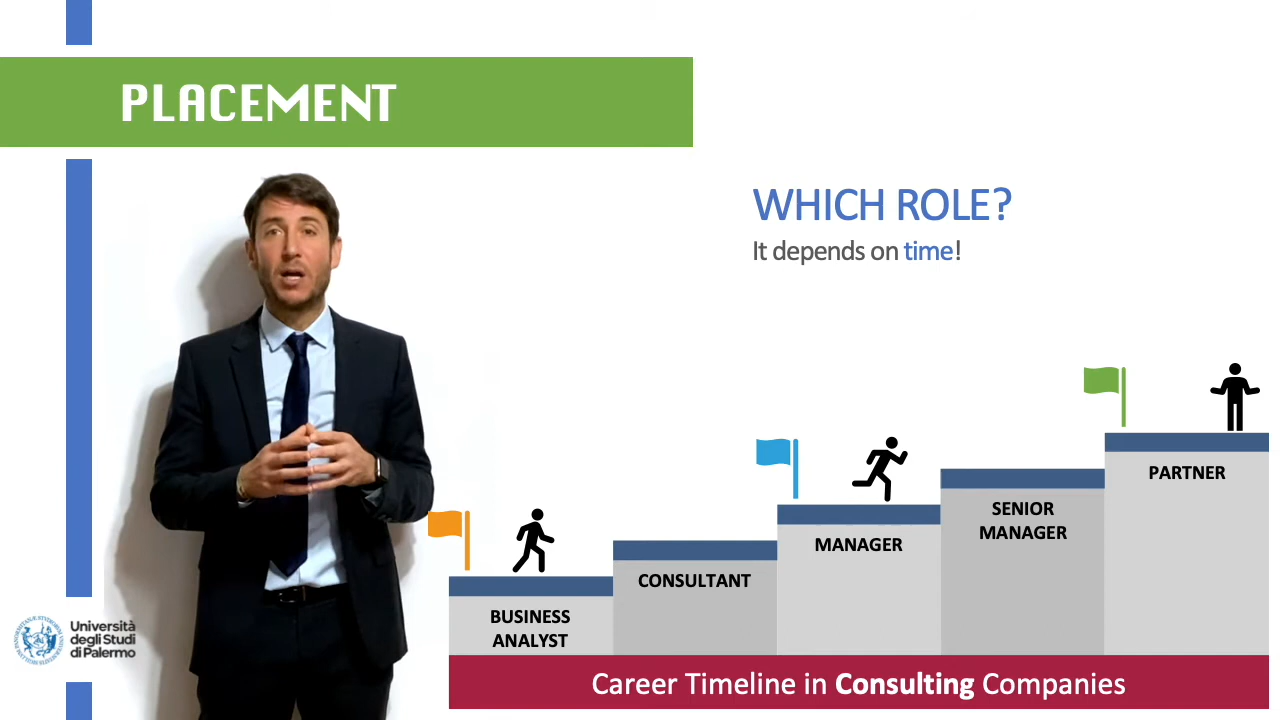 PLACEMENT
WHICH ROLE?
It depends on time!
PARTNER
SENIOR
MANAGER
MANAGER
CONSULTANT
BUSINESS
ANALYST
Università
degli Studi
di Palermo
Career Timeline in Consulting Companies